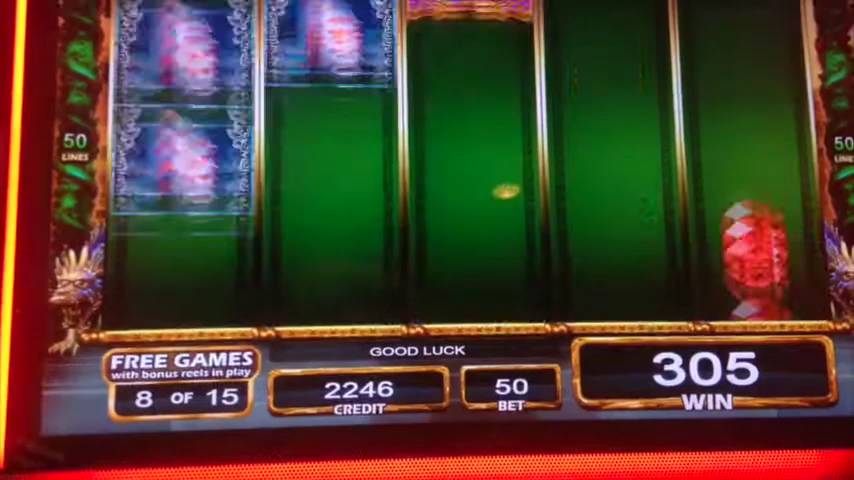 50
LINES
50
LINES
GOOD LUCK
FREE GAMES
with bonus reels in play
8 OF 15
2246
CREDIT
50
BET
305
WIN